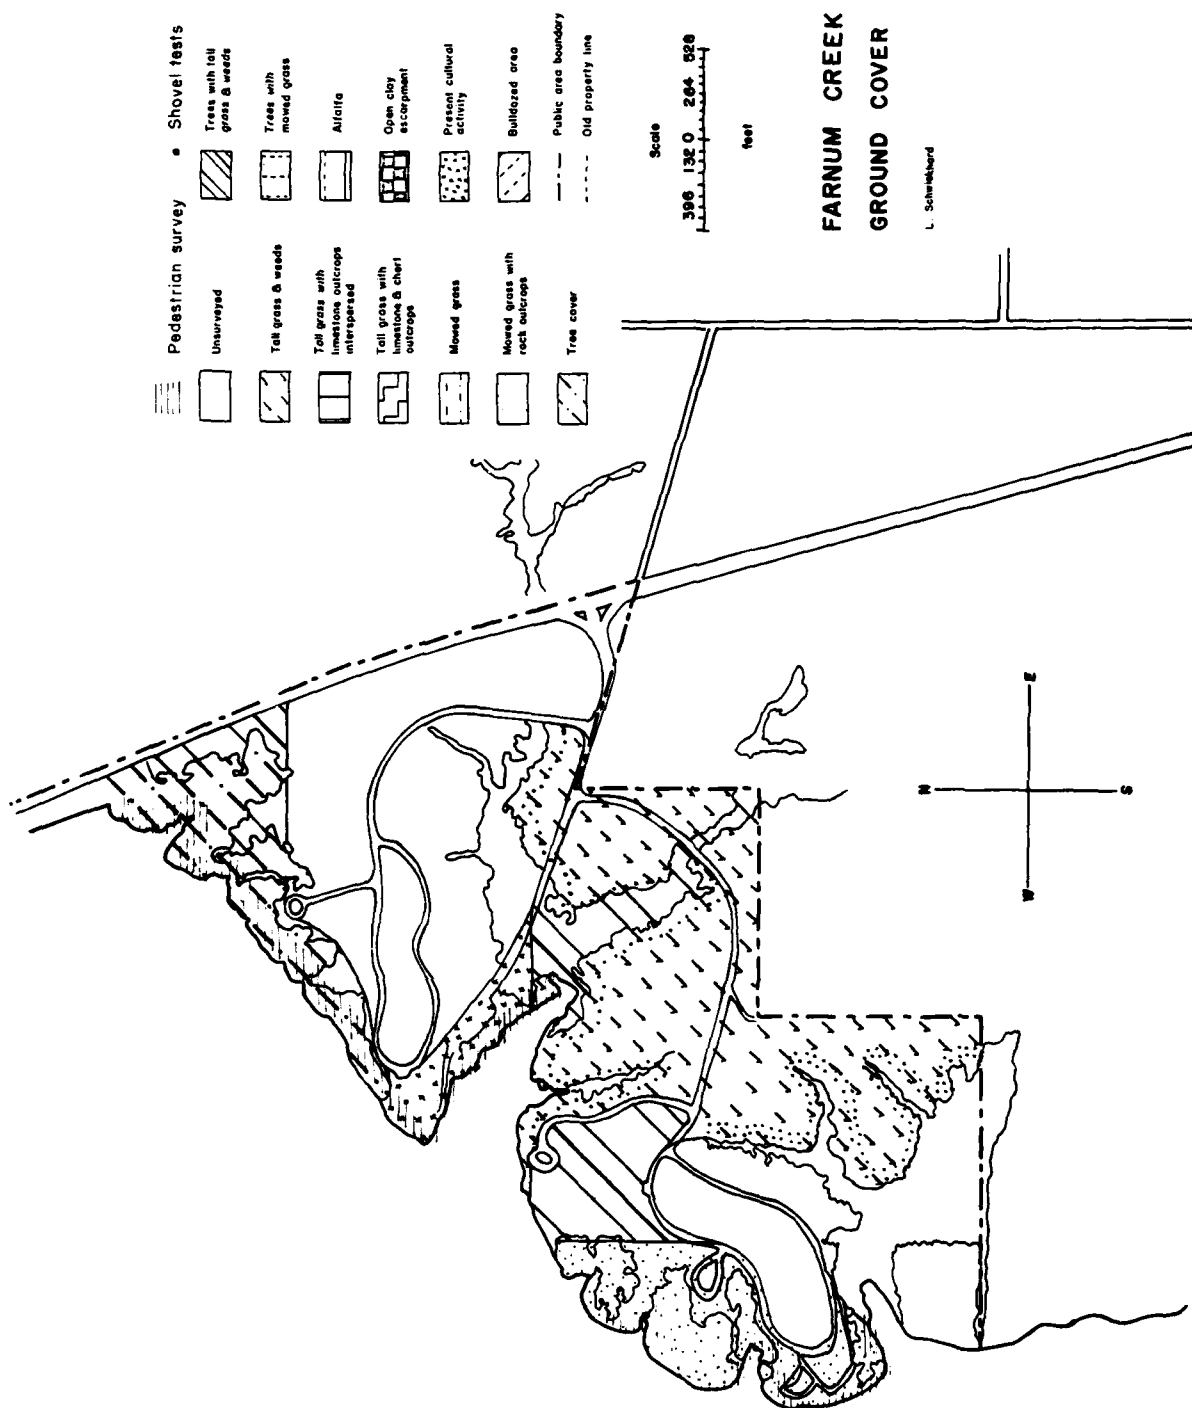 Pedestrian survey
Shovel tests
Unsurveyed
Tall grass & weeds
Tall grass with
limestone outcrops
interspersed
Tall grass with
limestone & chert
outcrops
Mowed grass
Mowed grass with
rock outcrops
Tree cover
Trees with tall
grass & weeds
Trees with
mowed grass
Alfalfa
Open clay
escarpment
Present cultural
activity
Bulldozed area
Public area boundary
Old property line
Scale
396 132 0 264 528
feet
FARNUM CREEK
GROUND COVER
L. Schwiekhard
N
E
S
W